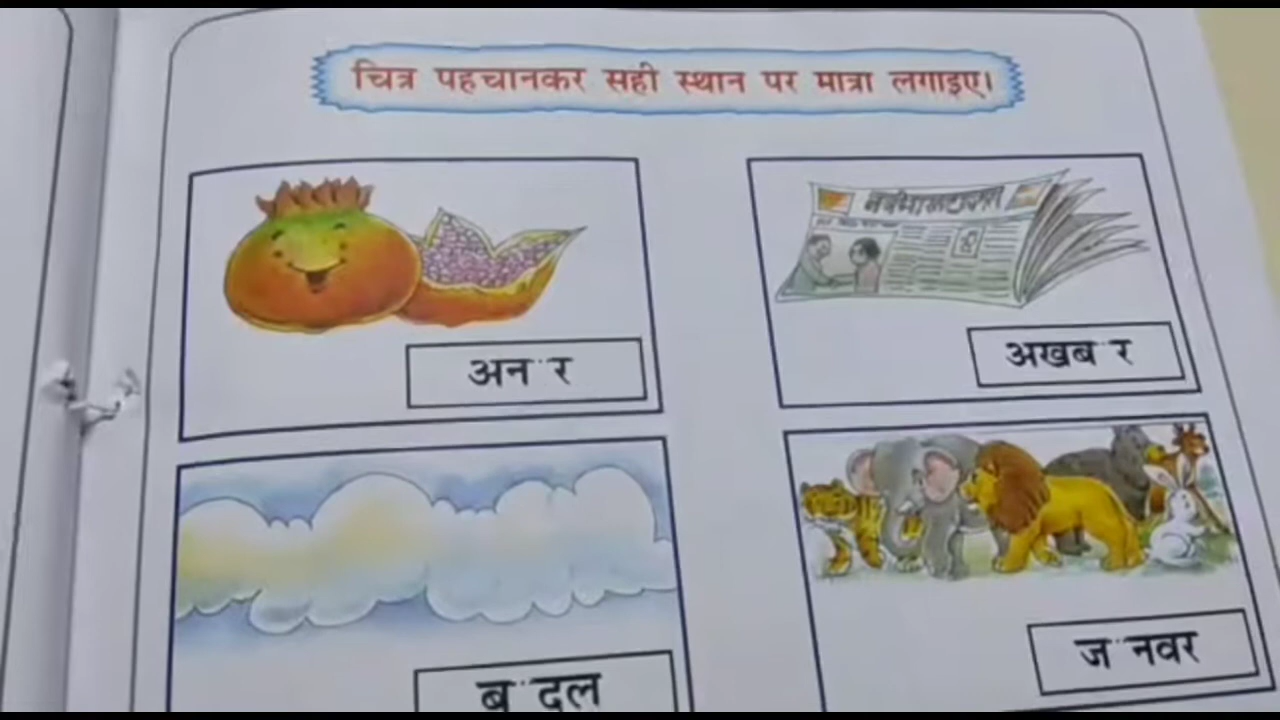 चित्र पहचानकर सही स्थान पर मात्रा लगाइए।
अन र
अखब र
ब दल
ज नवर